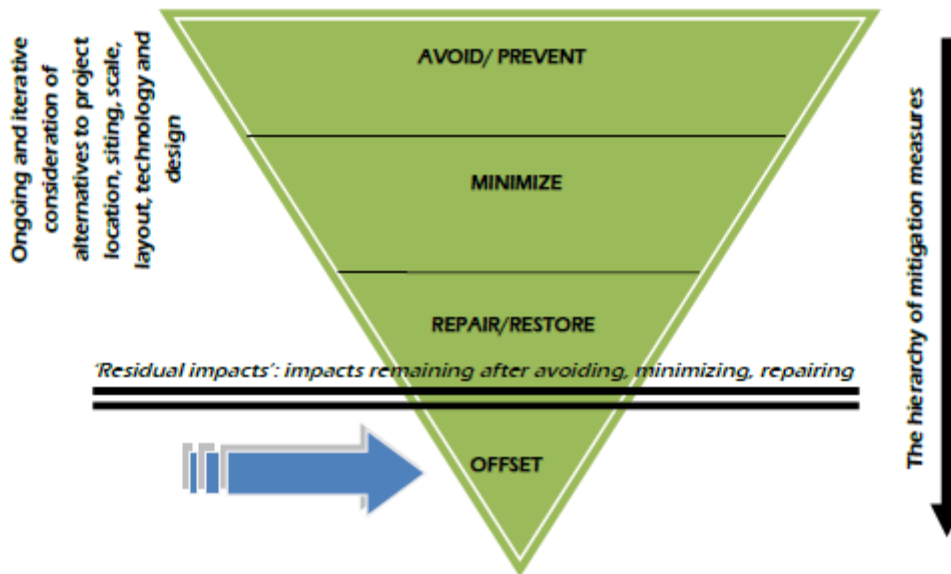 Ongoing and iterative
consideration of
alternatives to project
location, siting, scale,
layout, technology and
design
AVOID/ PREVENT
MINIMIZE
REPAIR/RESTORE
'Residual impacts': impacts remaining after avoiding, minimizing, repairing
OFFSET
The hierarchy of mitigation measures